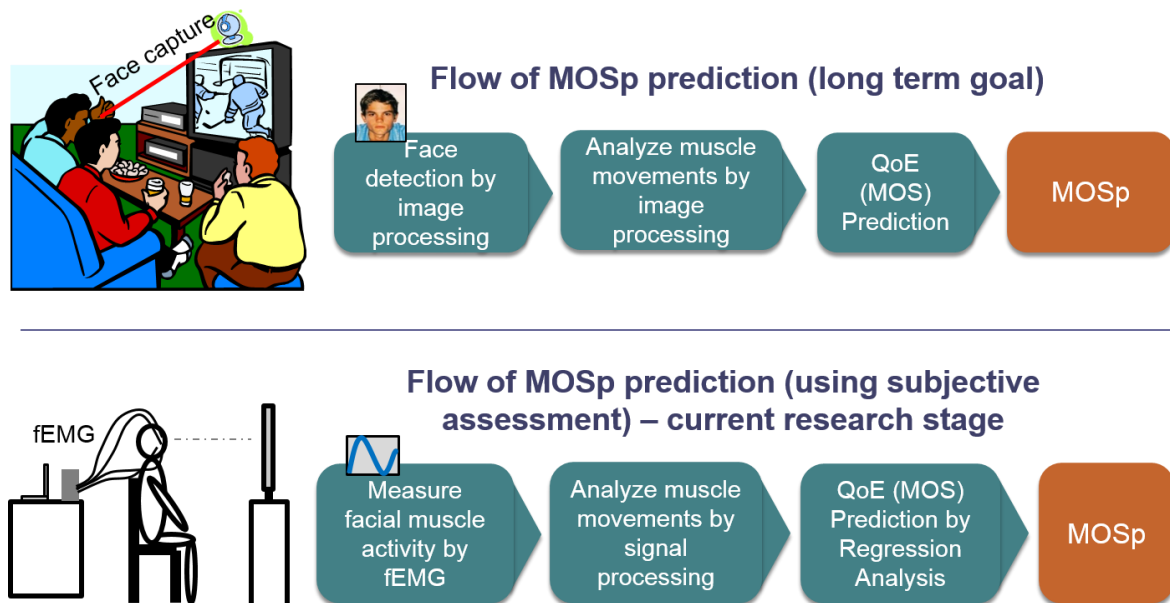 Face capture
Flow of MOSp prediction (long term goal)
Face
detection by
image
processing
Analyze muscle
movements by
image
processing
QoE
(MOS)
Prediction
MOSp
Flow of MOSp prediction (using subjective
assessment) – current research stage
fEMG
Measure
facial muscle
activity by
fEMG
Analyze muscle
movements by
signal
processing
QoE (MOS)
Prediction by
Regression
Analysis
MOSp